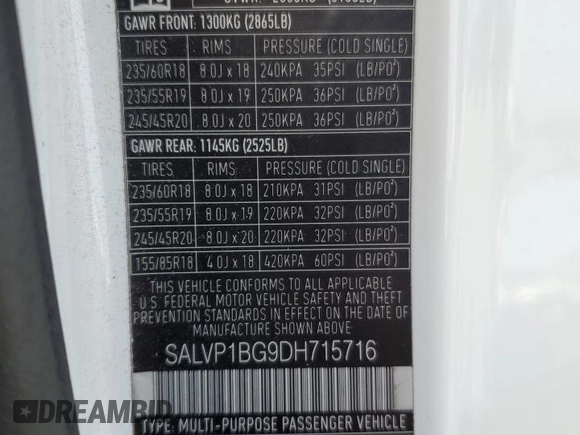 GAWR FRONT: 1300KG (2865LB)
TIRES RIMS PRESSURE (COLD SINGLE)
235/60R18 8.0J x 18 240KPA 35PSI (LB/PO²)
235/55R19 8.0J x 19 250KPA 36PSI (LB/PO²)
245/45R20 8.0J x 20 250KPA 36PSI (LB/PO²)
GAWR REAR: 1145KG (2525LB)
TIRES RIMS PRESSURE (COLD SINGLE)
235/60R18 8.0J x 18 210KPA 31PSI (LB/PO²)
235/55R19 8.0J x 19 220KPA 32PSI (LB/PO²)
245/45R20 8.0J x 20 220KPA 32PSI (LB/PO²)
155/85R18 4.0J x 18 420KPA 60PSI (LB/PO²)
THIS VEHICLE CONFORMS TO ALL APPLICABLE
U.S. FEDERAL MOTOR VEHICLE SAFETY AND THEFT
PREVENTION STANDARDS IN EFFECT ON THE DATE OF
MANUFACTURE SHOWN ABOVE.
SALVP1BG9DH715716
TYPE: MULTI-PURPOSE PASSENGER VEHICLE
DREAMBID